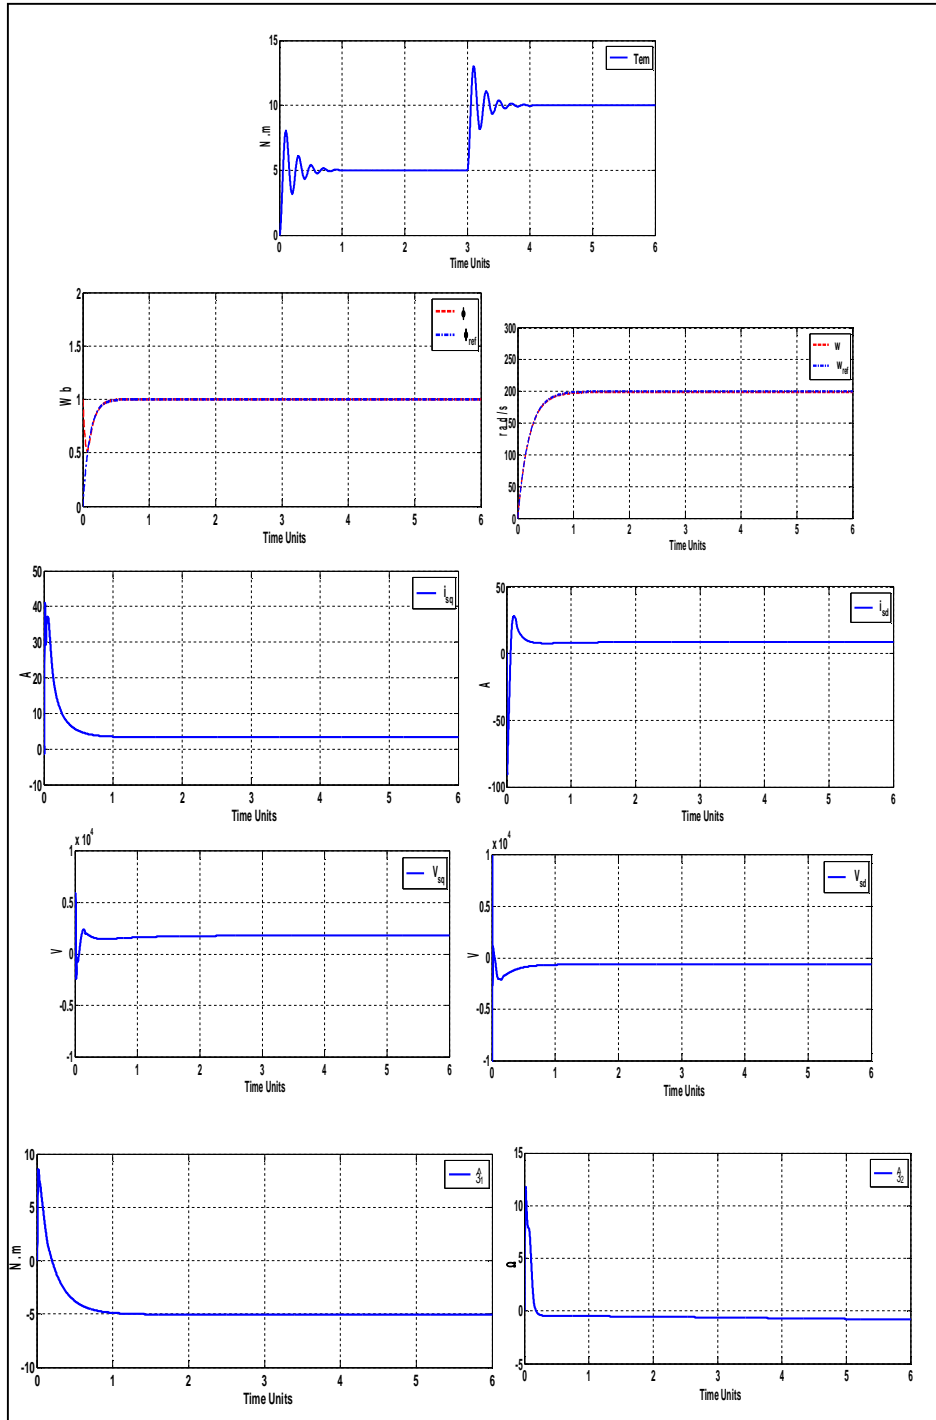 15
10
5
0
N.m
Tem
0 1 2 3 4 5 6
Time Units
2
1.5
1
0.5
0
Wb
ϕ
ϕref
0 1 2 3 4 5 6
Time Units
300
250
200
150
100
50
0
rad/s
w
wref
0 1 2 3 4 5 6
Time Units
50
40
30
20
10
0
-10
A
isq
0 1 2 3 4 5 6
Time Units
50
0
-50
-100
A
isd
0 1 2 3 4 5 6
Time Units
x 10^4
1
0.5
0
-0.5
-1
V
Vsq
0 1 2 3 4 5 6
Time Units
x 10^4
1
0.5
0
-0.5
-1
V
Vsd
0 1 2 3 4 5 6
Time Units
10
5
0
-5
-10
N.m
0 1 2 3 4 5 6
Time Units
15
10
5
0
-5
Ω
0 1 2 3 4 5 6
Time Units